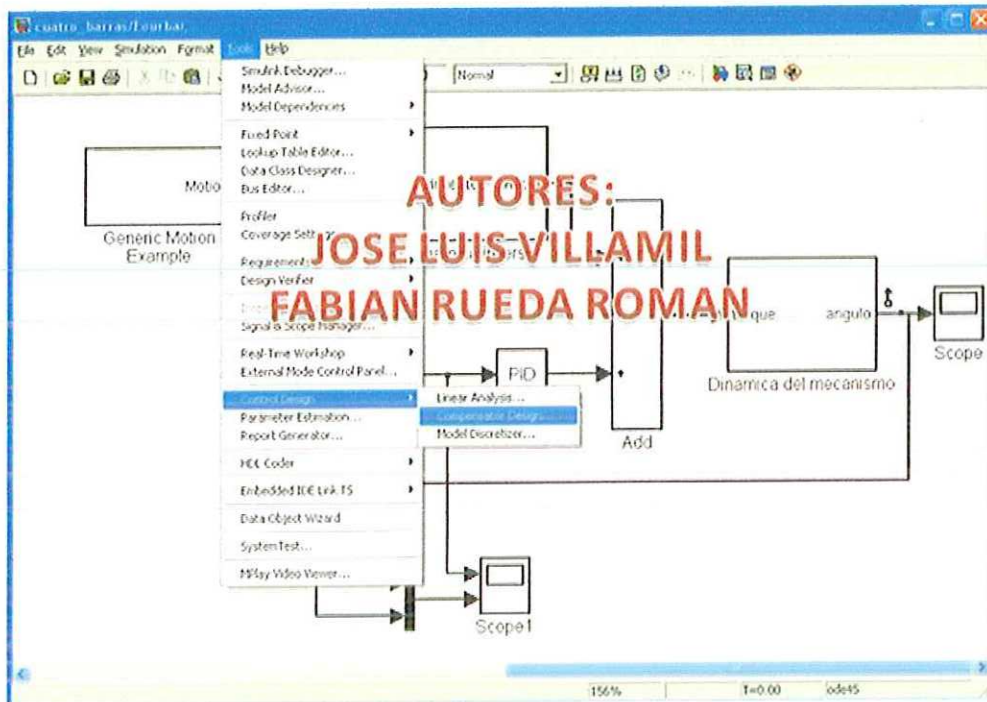 cuatro_barras/Fourbar
File Edit View Simulation Format Tools Help
Normal
Simulink Debugger...
Model Advisor...
Model Dependencies
Fixed Point
Lookup Table Editor...
Data Class Designer...
Bus Editor...
Profiler
Coverage Settings...
Requirements
Design Verifier
Signal & Scope Manager...
Real-Time Workshop
External Mode Control Panel...
Control Design
Parameter Estimation...
Report Generator...
HDL Coder
Embedded IDE Link TS
Data Object Wizard
SystemTest...
MPlay Video Viewer...
Linear Analysis...
Compensator Design...
Model Discretizer...
Motio
Generic Motion
Example
AUTORES:
JOSE LUIS VILLAMIL
FABIAN RUEDA ROMAN
PID
Add
que
angulo
Dinamica del mecanismo
Scope
Scope1
156%
T=0.00
ode45